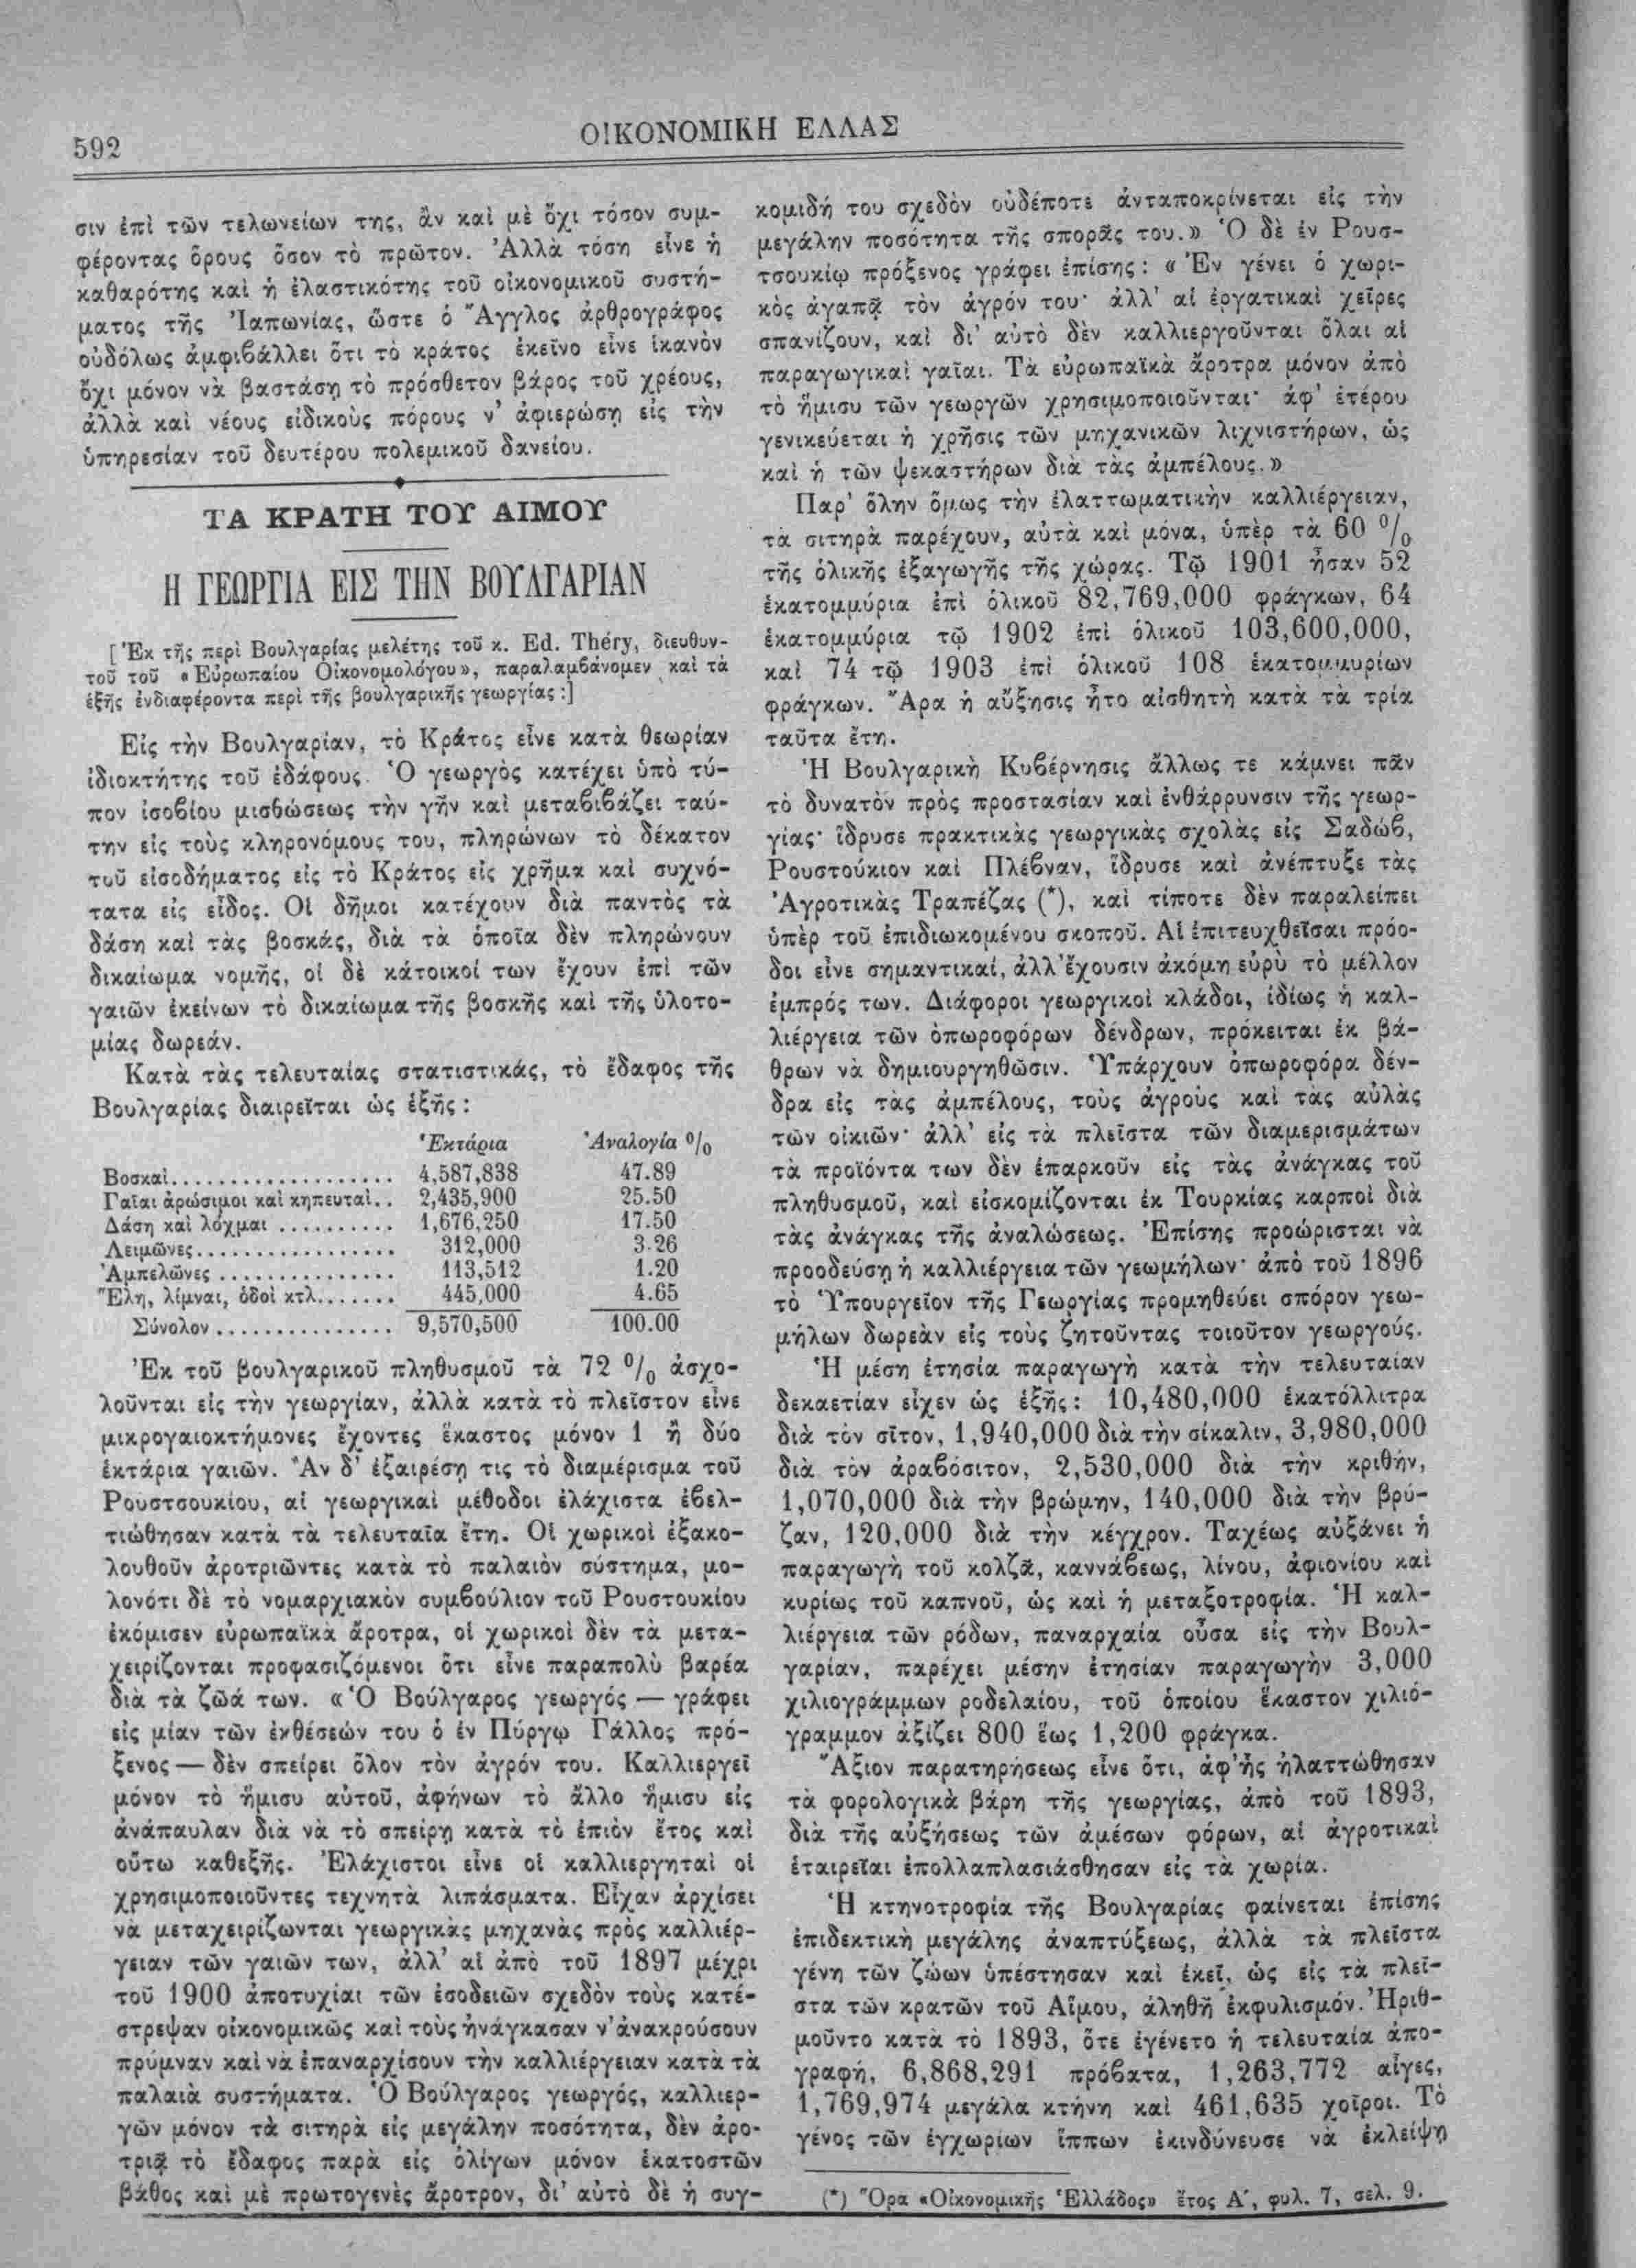 592
ΟΙΚΟΝΟΜΙΚΗ ΕΛΛΑΣ
σιν ἐπὶ τῶν τελωνείων της, ἂν καὶ μὲ ὄχι τόσον συμ-
φέροντας ὅρους ὅσον τὸ πρῶτον. Ἀλλὰ τόση εἶνε ἡ
καθαρότης καὶ ἡ ἐλαστικότης τοῦ οἰκονομικοῦ συστή-
ματος τῆς Ἰαπωνίας, ὥστε ὁ Ἄγγλος ἀρθρογράφος
οὐδόλως ἀμφιβάλλει ὅτι τὸ κράτος ἐκεῖνο εἶνε ἱκανὸν
ὄχι μόνον νὰ βαστάσῃ τὸ πρόσθετον βάρος τοῦ χρέους,
ἀλλὰ καὶ νέους εἰδικοὺς πόρους ν' ἀφιερώσῃ εἰς τὴν
ὑπηρεσίαν τοῦ δευτέρου πολεμικοῦ δανείου.
ΤΑ ΚΡΑΤΗ ΤΟΥ ΑΙΜΟΥ
Η ΓΕΩΡΓΙΑ ΕΙΣ ΤΗΝ ΒΟΥΛΓΑΡΙΑΝ
[Ἐκ τῆς περὶ Βουλγαρίας μελέτης τοῦ κ. Ed. Théry, διευθυν-
τοῦ τοῦ «Εὐρωπαίου Οἰκονομολόγου», παραλαμβάνομεν καὶ τὰ
ἑξῆς ἐνδιαφέροντα περὶ τῆς βουλγαρικῆς γεωργίας :]
Εἰς τὴν Βουλγαρίαν, τὸ Κράτος εἶνε κατὰ θεωρίαν
ἰδιοκτήτης τοῦ ἐδάφους. Ὁ γεωργὸς κατέχει ὑπὸ τύ-
πον ἰσοβίου μισθώσεως τὴν γῆν καὶ μεταβιβάζει ταύ-
την εἰς τοὺς κληρονόμους του, πληρώνων τὸ δέκατον
τοῦ εἰσοδήματος εἰς τὸ Κράτος εἰς χρῆμα καὶ συχνό-
τατα εἰς εἶδος. Οἱ δῆμοι κατέχουν διὰ παντὸς τὰ
δάση καὶ τὰς βοσκάς, διὰ τὰ ὁποῖα δὲν πληρώνουν
δικαίωμα νομῆς, οἱ δὲ κάτοικοί των ἔχουν ἐπὶ τῶν
γαιῶν ἐκείνων τὸ δικαίωμα τῆς βοσκῆς καὶ τῆς ὑλοτο-
μίας δωρεάν.
Κατὰ τὰς τελευταίας στατιστικάς, τὸ ἔδαφος τῆς
Βουλγαρίας διαιρεῖται ὡς ἑξῆς :
Ἑκτάρια Ἀναλογία %
Βοσκαὶ................... 4,587,838 47.89
Γαῖαι ἀρώσιμοι καὶ κηπευταὶ.. 2,435,900 25.50
Δάση καὶ λόχμαι .......... 1,676,250 17.50
Λειμῶνες................. 312,000 3.26
Ἀμπελῶνες ............... 113,512 1.20
Ἕλη, λίμναι, ὁδοὶ κτλ....... 445,000 4.65
Σύνολον............... 9,570,500 100.00
Ἐκ τοῦ βουλγαρικοῦ πληθυσμοῦ τὰ 72 % ἀσχο-
λοῦνται εἰς τὴν γεωργίαν, ἀλλὰ κατὰ τὸ πλεῖστον εἶνε
μικρογαιοκτήμονες ἔχοντες ἕκαστος μόνον 1 ἢ δύο
ἑκτάρια γαιῶν. Ἂν δ' ἐξαιρέσῃ τις τὸ διαμέρισμα τοῦ
Ρουστσουκίου, αἱ γεωργικαὶ μέθοδοι ἐλάχιστα ἐβελ-
τιώθησαν κατὰ τὰ τελευταῖα ἔτη. Οἱ χωρικοὶ ἐξακο-
λουθοῦν ἀροτριῶντες κατὰ τὸ παλαιὸν σύστημα, μο-
λονότι δὲ τὸ νομαρχιακὸν συμβούλιον τοῦ Ρουστουκίου
ἐκόμισεν εὐρωπαϊκὰ ἄροτρα, οἱ χωρικοὶ δὲν τὰ μετα-
χειρίζονται προφασιζόμενοι ὅτι εἶνε παραπολὺ βαρέα
διὰ τὰ ζῶά των. «Ὁ Βούλγαρος γεωργός — γράφει
εἰς μίαν τῶν ἐκθέσεών του ὁ ἐν Πύργῳ Γάλλος πρό-
ξενος — δὲν σπείρει ὅλον τὸν ἀγρόν του. Καλλιεργεῖ
μόνον τὸ ἥμισυ αὐτοῦ, ἀφήνων τὸ ἄλλο ἥμισυ εἰς
ἀνάπαυλαν διὰ νὰ τὸ σπείρῃ κατὰ τὸ ἐπιὸν ἔτος καὶ
οὕτω καθεξῆς. Ἐλάχιστοι εἶνε οἱ καλλιεργηταὶ οἱ
χρησιμοποιοῦντες τεχνητὰ λιπάσματα. Εἶχαν ἀρχίσει
νὰ μεταχειρίζωνται γεωργικὰς μηχανὰς πρὸς καλλιέρ-
γειαν τῶν γαιῶν των, ἀλλ' αἱ ἀπὸ τοῦ 1897 μέχρι
τοῦ 1900 ἀποτυχίαι τῶν ἐσοδειῶν σχεδὸν τοὺς κατέ-
στρεψαν οἰκονομικῶς καὶ τοὺς ἠνάγκασαν ν' ἀνακρούσουν
πρύμναν καὶ νὰ ἐπαναρχίσουν τὴν καλλιέργειαν κατὰ τὰ
παλαιὰ συστήματα. Ὁ Βούλγαρος γεωργός, καλλιερ-
γῶν μόνον τὰ σιτηρὰ εἰς μεγάλην ποσότητα, δὲν ἀρο-
τριᾷ τὸ ἔδαφος παρὰ εἰς ὀλίγων μόνον ἑκατοστῶν
βάθος καὶ μὲ πρωτογενὲς ἄροτρον, δι' αὐτὸ δὲ ἡ συγ-
κομιδή του σχεδὸν οὐδέποτε ἀνταποκρίνεται εἰς τὴν
μεγάλην ποσότητα τῆς σπορᾶς του.» Ὁ δὲ ἐν Ρουσ-
τσουκίῳ πρόξενος γράφει ἐπίσης : «Ἐν γένει ὁ χωρι-
κὸς ἀγαπᾷ τὸν ἀγρόν του· ἀλλ' αἱ ἐργατικαὶ χεῖρες
σπανίζουν, καὶ δι' αὐτὸ δὲν καλλιεργοῦνται ὅλαι αἱ
παραγωγικαὶ γαῖαι. Τὰ εὐρωπαϊκὰ ἄροτρα μόνον ἀπὸ
τὸ ἥμισυ τῶν γεωργῶν χρησιμοποιοῦνται· ἀφ' ἑτέρου
γενικεύεται ἡ χρῆσις τῶν μηχανικῶν λιχνιστήρων, ὡς
καὶ ἡ τῶν ψεκαστήρων διὰ τὰς ἀμπέλους.»
Παρ' ὅλην ὅμως τὴν ἐλαττωματικὴν καλλιέργειαν,
τὰ σιτηρὰ παρέχουν, αὐτὰ καὶ μόνα, ὑπὲρ τὰ 60 %
τῆς ὁλικῆς ἐξαγωγῆς τῆς χώρας. Τῷ 1901 ἦσαν 52
ἑκατομμύρια ἐπὶ ὁλικοῦ 82,769,000 φράγκων, 64
ἑκατομμύρια τῷ 1902 ἐπὶ ὁλικοῦ 103,600,000,
καὶ 74 τῷ 1903 ἐπὶ ὁλικοῦ 108 ἑκατομμυρίων
φράγκων. Ἄρα ἡ αὔξησις ἦτο αἰσθητὴ κατὰ τὰ τρία
ταῦτα ἔτη.
Ἡ Βουλγαρικὴ Κυβέρνησις ἄλλως τε κάμνει πᾶν
τὸ δυνατὸν πρὸς προστασίαν καὶ ἐνθάρρυνσιν τῆς γεωρ-
γίας· ἵδρυσε πρακτικὰς γεωργικὰς σχολὰς εἰς Σαδώβ,
Ρουστούκιον καὶ Πλέβναν, ἵδρυσε καὶ ἀνέπτυξε τὰς
Ἀγροτικὰς Τραπέζας (*), καὶ τίποτε δὲν παραλείπει
ὑπὲρ τοῦ ἐπιδιωκομένου σκοποῦ. Αἱ ἐπιτευχθεῖσαι πρόο-
δοι εἶνε σημαντικαί, ἀλλ' ἔχουσιν ἀκόμη εὐρὺ τὸ μέλλον
ἐμπρός των. Διάφοροι γεωργικοὶ κλάδοι, ἰδίως ἡ καλ-
λιέργεια τῶν ὀπωροφόρων δένδρων, πρόκειται ἐκ βά-
θρων νὰ δημιουργηθῶσιν. Ὑπάρχουν ὀπωροφόρα δέν-
δρα εἰς τὰς ἀμπέλους, τοὺς ἀγροὺς καὶ τὰς αὐλὰς
τῶν οἰκιῶν· ἀλλ' εἰς τὰ πλεῖστα τῶν διαμερισμάτων
τὰ προϊόντα των δὲν ἐπαρκοῦν εἰς τὰς ἀνάγκας τοῦ
πληθυσμοῦ, καὶ εἰσκομίζονται ἐκ Τουρκίας καρποὶ διὰ
τὰς ἀνάγκας τῆς ἀναλώσεως. Ἐπίσης προώρισται νὰ
προοδεύσῃ ἡ καλλιέργεια τῶν γεωμήλων· ἀπὸ τοῦ 1896
τὸ Ὑπουργεῖον τῆς Γεωργίας προμηθεύει σπόρον γεω-
μήλων δωρεὰν εἰς τοὺς ζητοῦντας τοιοῦτον γεωργούς.
Ἡ μέση ἐτησία παραγωγὴ κατὰ τὴν τελευταίαν
δεκαετίαν εἶχεν ὡς ἑξῆς : 10,480,000 ἑκατόλλιτρα
διὰ τὸν σῖτον, 1,940,000 διὰ τὴν σίκαλιν, 3,980,000
διὰ τὸν ἀραβόσιτον, 2,530,000 διὰ τὴν κριθήν,
1,070,000 διὰ τὴν βρώμην, 140,000 διὰ τὴν βρύ-
ζαν, 120,000 διὰ τὴν κέγχρον. Ταχέως αὐξάνει ἡ
παραγωγὴ τοῦ κολζᾶ, καννάβεως, λίνου, ἀφιονίου καὶ
κυρίως τοῦ καπνοῦ, ὡς καὶ ἡ μεταξοτροφία. Ἡ καλ-
λιέργεια τῶν ρόδων, παναρχαία οὖσα εἰς τὴν Βουλ-
γαρίαν, παρέχει μέσην ἐτησίαν παραγωγὴν 3,000
χιλιογράμμων ροδελαίου, τοῦ ὁποίου ἕκαστον χιλιό-
γραμμον ἀξίζει 800 ἕως 1,200 φράγκα.
Ἄξιον παρατηρήσεως εἶνε ὅτι, ἀφ' ἧς ἠλαττώθησαν
τὰ φορολογικὰ βάρη τῆς γεωργίας, ἀπὸ τοῦ 1893,
διὰ τῆς αὐξήσεως τῶν ἀμέσων φόρων, αἱ ἀγροτικαὶ
ἑταιρεῖαι ἐπολλαπλασιάσθησαν εἰς τὰ χωρία.
Ἡ κτηνοτροφία τῆς Βουλγαρίας φαίνεται ἐπίσης
ἐπιδεκτικὴ μεγάλης ἀναπτύξεως, ἀλλὰ τὰ πλεῖστα
γένη τῶν ζώων ὑπέστησαν καὶ ἐκεῖ, ὡς εἰς τὰ πλεῖ-
στα τῶν κρατῶν τοῦ Αἵμου, ἀληθῆ ἐκφυλισμόν. Ἠριθ-
μοῦντο κατὰ τὸ 1893, ὅτε ἐγένετο ἡ τελευταία ἀπο-
γραφή, 6,868,291 πρόβατα, 1,263,772 αἶγες,
1,769,974 μεγάλα κτήνη καὶ 461,635 χοῖροι. Τὸ
γένος τῶν ἐγχωρίων ἵππων ἐκινδύνευσε νὰ ἐκλείψῃ
(*) Ὅρα «Οἰκονομικῆς Ἑλλάδος» ἔτος Α΄, φυλ. 7, σελ. 9.